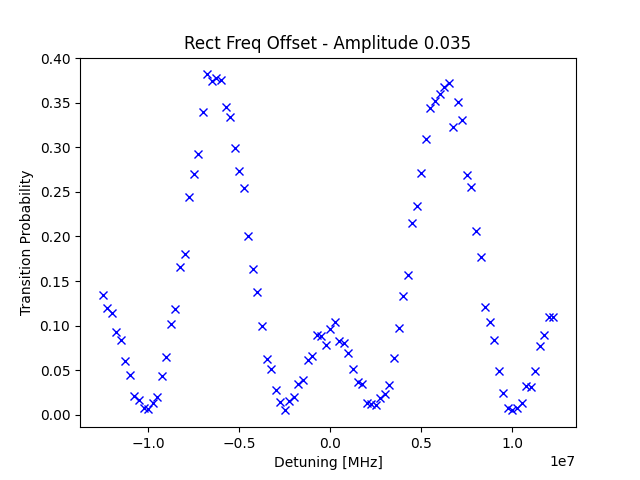 Rect Freq Offset - Amplitude 0.035
Transition Probability
0.40
0.35
0.30
0.25
0.20
0.15
0.10
0.05
0.00
−1.0 −0.5 0.0 0.5 1.0
1e7
Detuning [MHz]